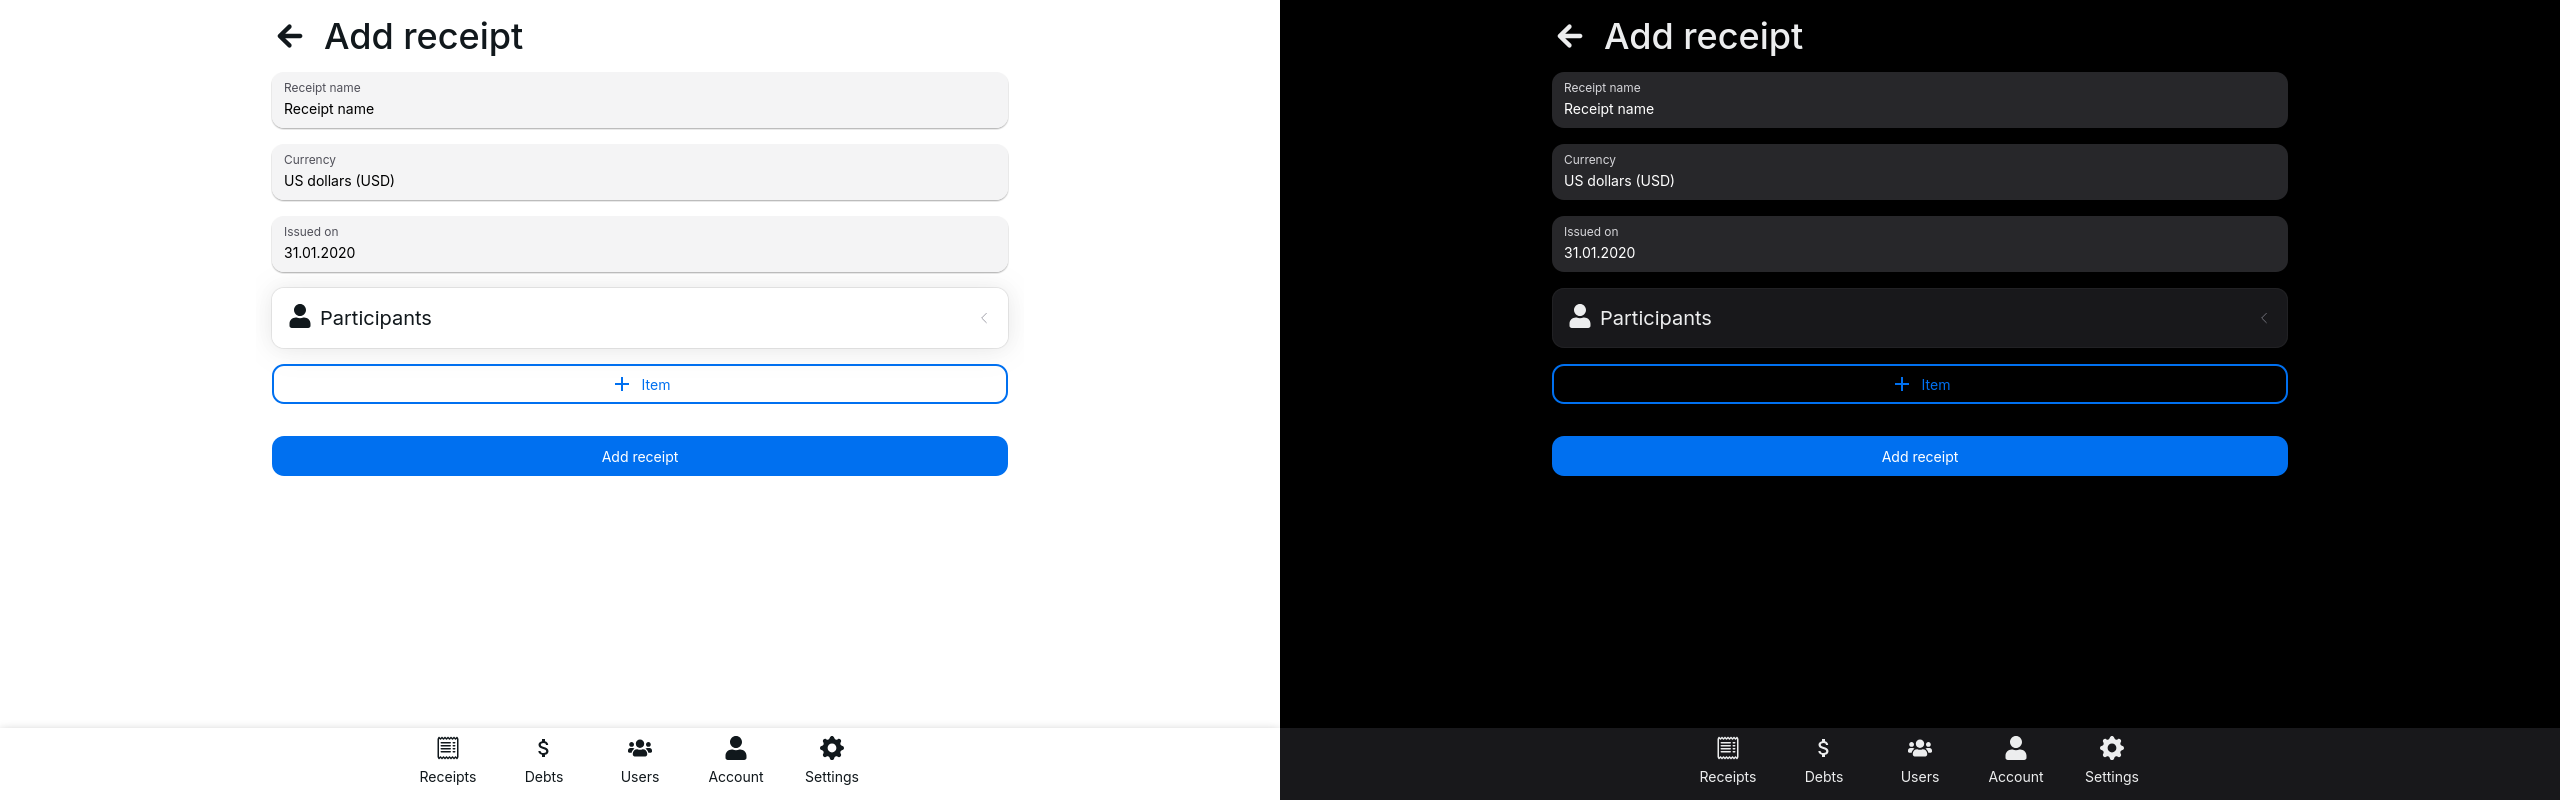 Add receipt
Receipt name
Receipt name
Currency
US dollars (USD)
Issued on
31.01.2020
Participants
Item
Add receipt
Receipts
Debts
Users
Account
Settings
Add receipt
Receipt name
Receipt name
Currency
US dollars (USD)
Issued on
31.01.2020
Participants
Item
Add receipt
Receipts
Debts
Users
Account
Settings